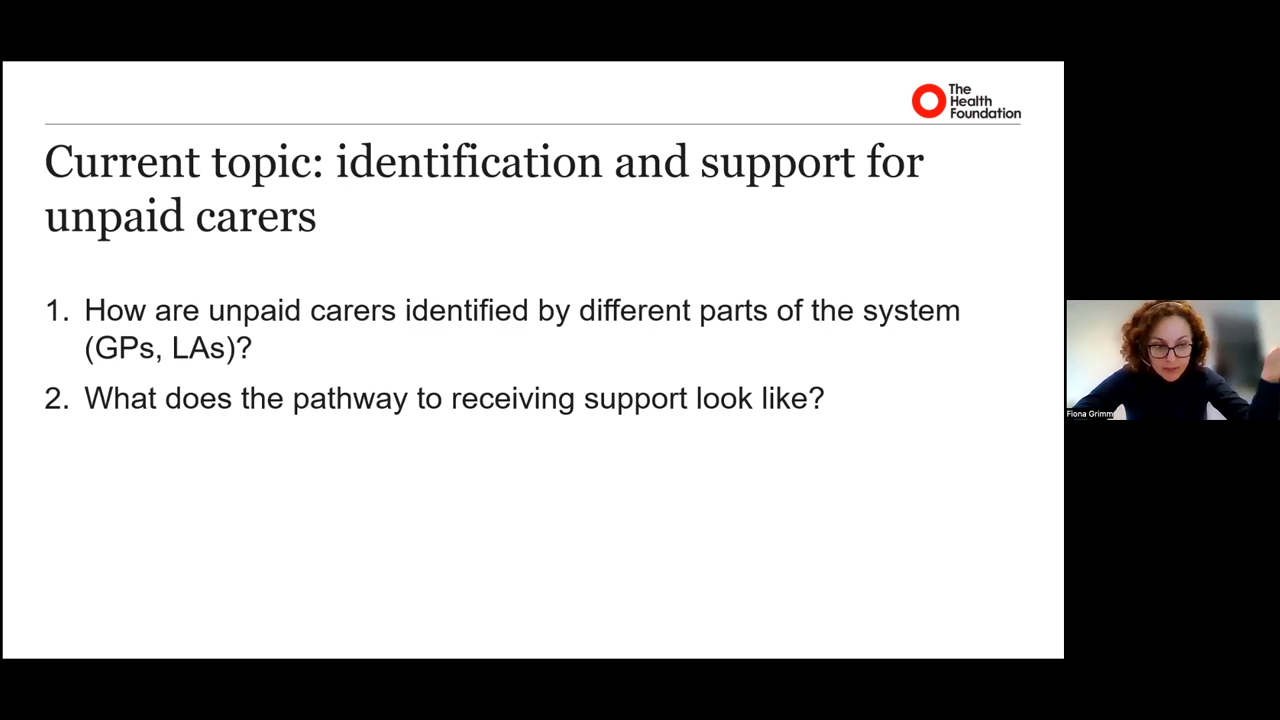 The
Health
Foundation
Current topic: identification and support for
unpaid carers
1. How are unpaid carers identified by different parts of the system
(GPs, LAs)?
2. What does the pathway to receiving support look like?
Fiona Grimm